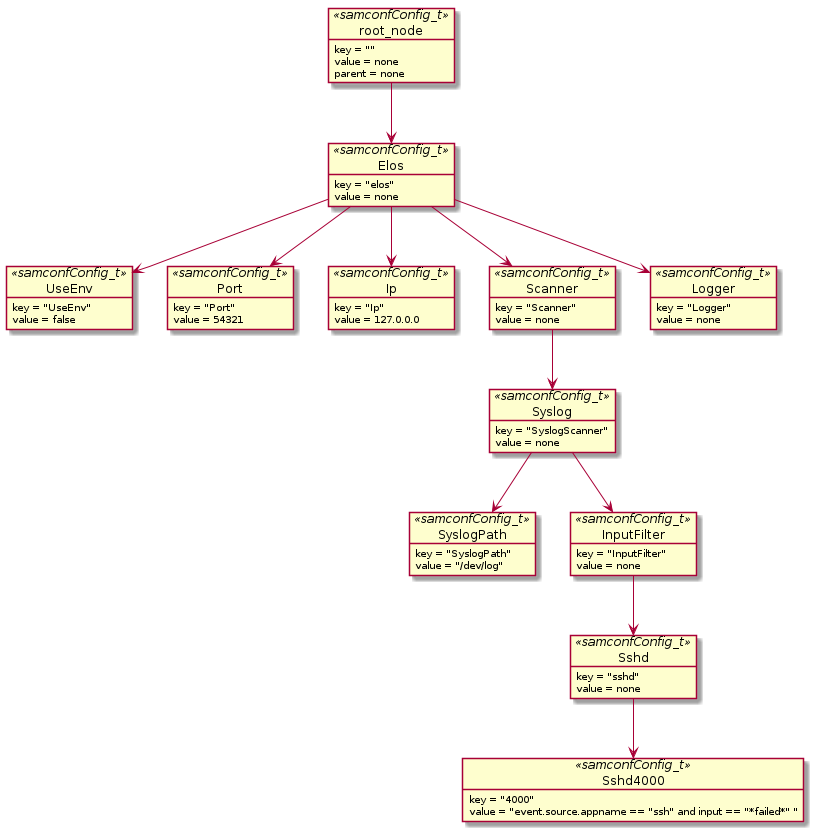 «samconfConfig_t»
root_node
key = ""
value = none
parent = none
«samconfConfig_t»
Elos
key = "elos"
value = none
«samconfConfig_t»
UseEnv
key = "UseEnv"
value = false
«samconfConfig_t»
Port
key = "Port"
value = 54321
«samconfConfig_t»
Ip
key = "Ip"
value = 127.0.0.0
«samconfConfig_t»
Scanner
key = "Scanner"
value = none
«samconfConfig_t»
Logger
key = "Logger"
value = none
«samconfConfig_t»
Syslog
key = "SyslogScanner"
value = none
«samconfConfig_t»
SyslogPath
key = "SyslogPath"
value = "/dev/log"
«samconfConfig_t»
InputFilter
key = "InputFilter"
value = none
«samconfConfig_t»
Sshd
key = "sshd"
value = none
«samconfConfig_t»
Sshd4000
key = "4000"
value = "event.source.appname == "ssh" and input == "*failed*" "